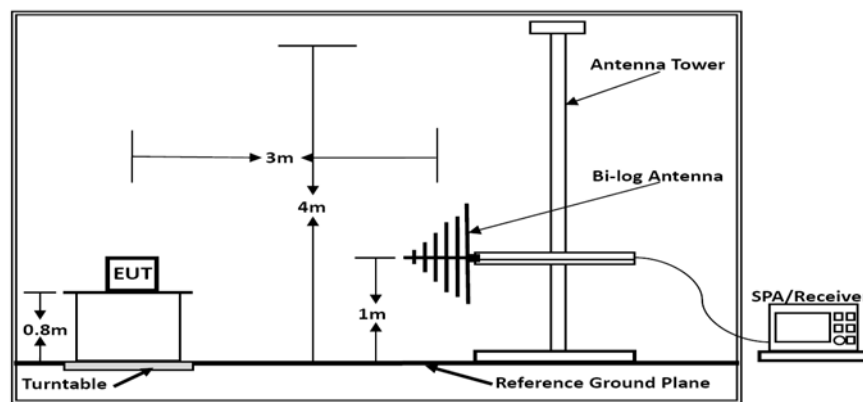 Antenna Tower
3m
Bi-log Antenna
4m
EUT
SPA/Receive
0.8m
1m
Turntable
Reference Ground Plane